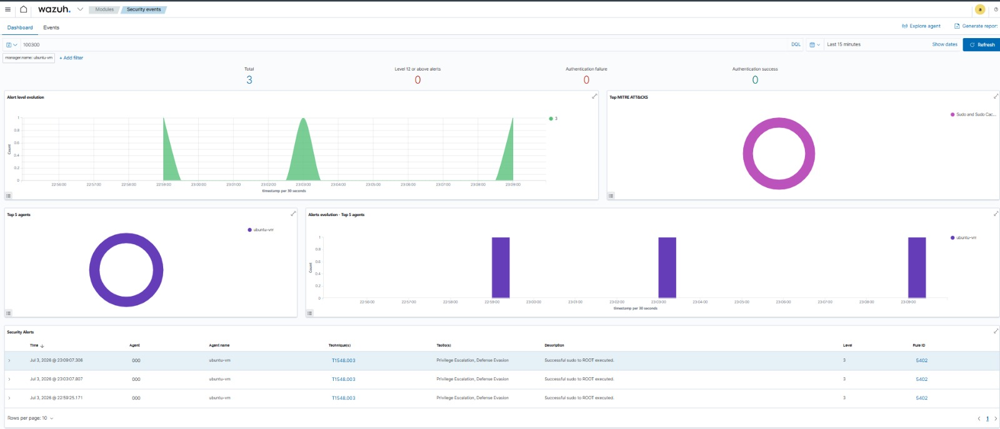 wazuh. Modules Security events a
Dashboard Events Explore agent Generate report
100300 DQL Last 15 minutes Show dates Refresh
manager.name: ubuntu-vm + Add filter
Total Level 12 or above alerts Authentication failure Authentication success
3 0 0 0
Alert level evolution
1
0.8
0.6
0.4
0.2
0
Count
22:56:00 22:57:00 22:58:00 22:59:00 23:00:00 23:01:00 23:02:00 23:03:00 23:04:00 23:05:00 23:06:00 23:07:00 23:08:00 23:09:00
timestamp per 30 seconds
3
Top MITRE ATT&CKS
Sudo and Sudo Cac...
Top 5 agents
ubuntu-vm
Alerts evolution - Top 5 agents
1
0.8
0.6
0.4
0.2
0
Count
22:56:00 22:57:00 22:58:00 22:59:00 23:00:00 23:01:00 23:02:00 23:03:00 23:04:00 23:05:00 23:06:00 23:07:00 23:08:00 23:09:00
timestamp per 30 seconds
ubuntu-vm
Security Alerts
Time Agent Agent name Technique(s) Tactic(s) Description Level Rule ID
Jul 3, 2026 @ 23:09:07.306 000 ubuntu-vm T1548.003 Privilege Escalation, Defense Evasion Successful sudo to ROOT executed. 3 5402
Jul 3, 2026 @ 23:03:07.807 000 ubuntu-vm T1548.003 Privilege Escalation, Defense Evasion Successful sudo to ROOT executed. 3 5402
Jul 3, 2026 @ 22:59:25.171 000 ubuntu-vm T1548.003 Privilege Escalation, Defense Evasion Successful sudo to ROOT executed. 3 5402
Rows per page: 10 1